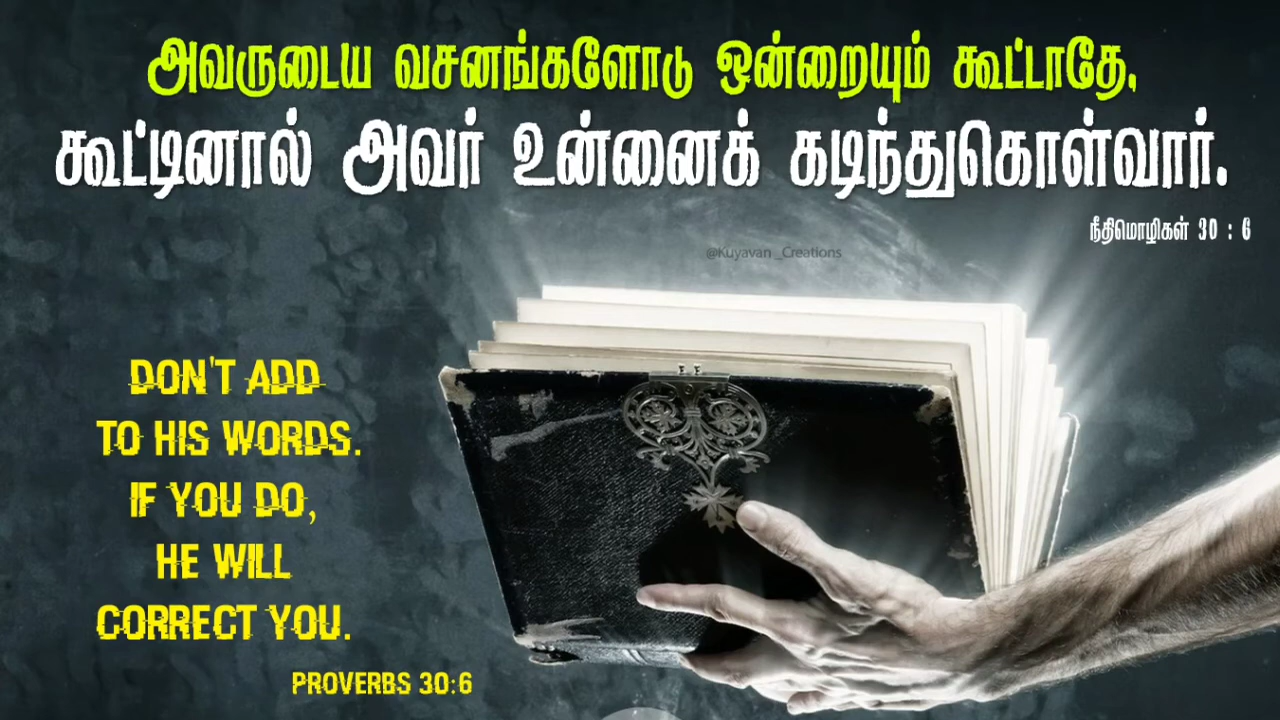 அவருடைய வசனங்களோடு ஒன்றையும் கூட்டாதே,
கூட்டினால் அவர் உன்னைக் கடிந்துகொள்வார்.
நீதிமொழிகள் 30 : 6
@Kuyavan _Creations
DON'T ADD
TO HIS WORDS.
IF YOU DO,
HE WILL
CORRECT YOU.
PROVERBS 30:6